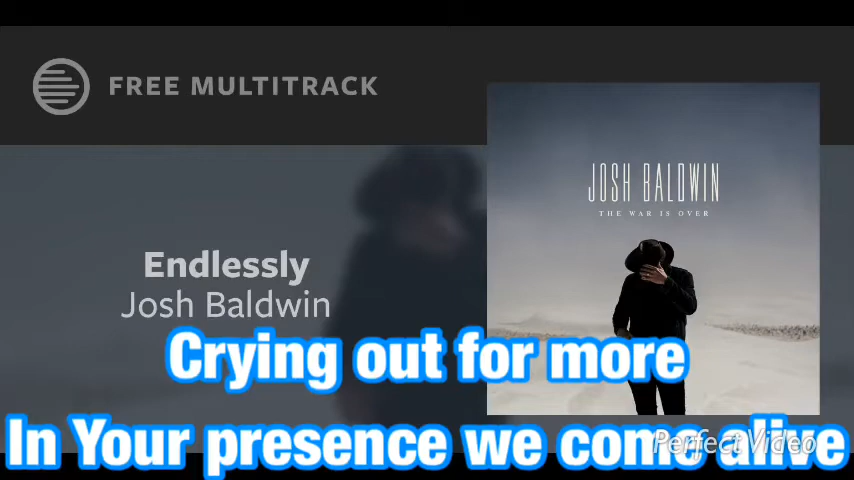 FREE MULTITRACK
JOSH BALDWIN
THE WAR IS OVER
Endlessly
Josh Baldwin
Crying out for more
In Your presence we come alive
Perfect Video